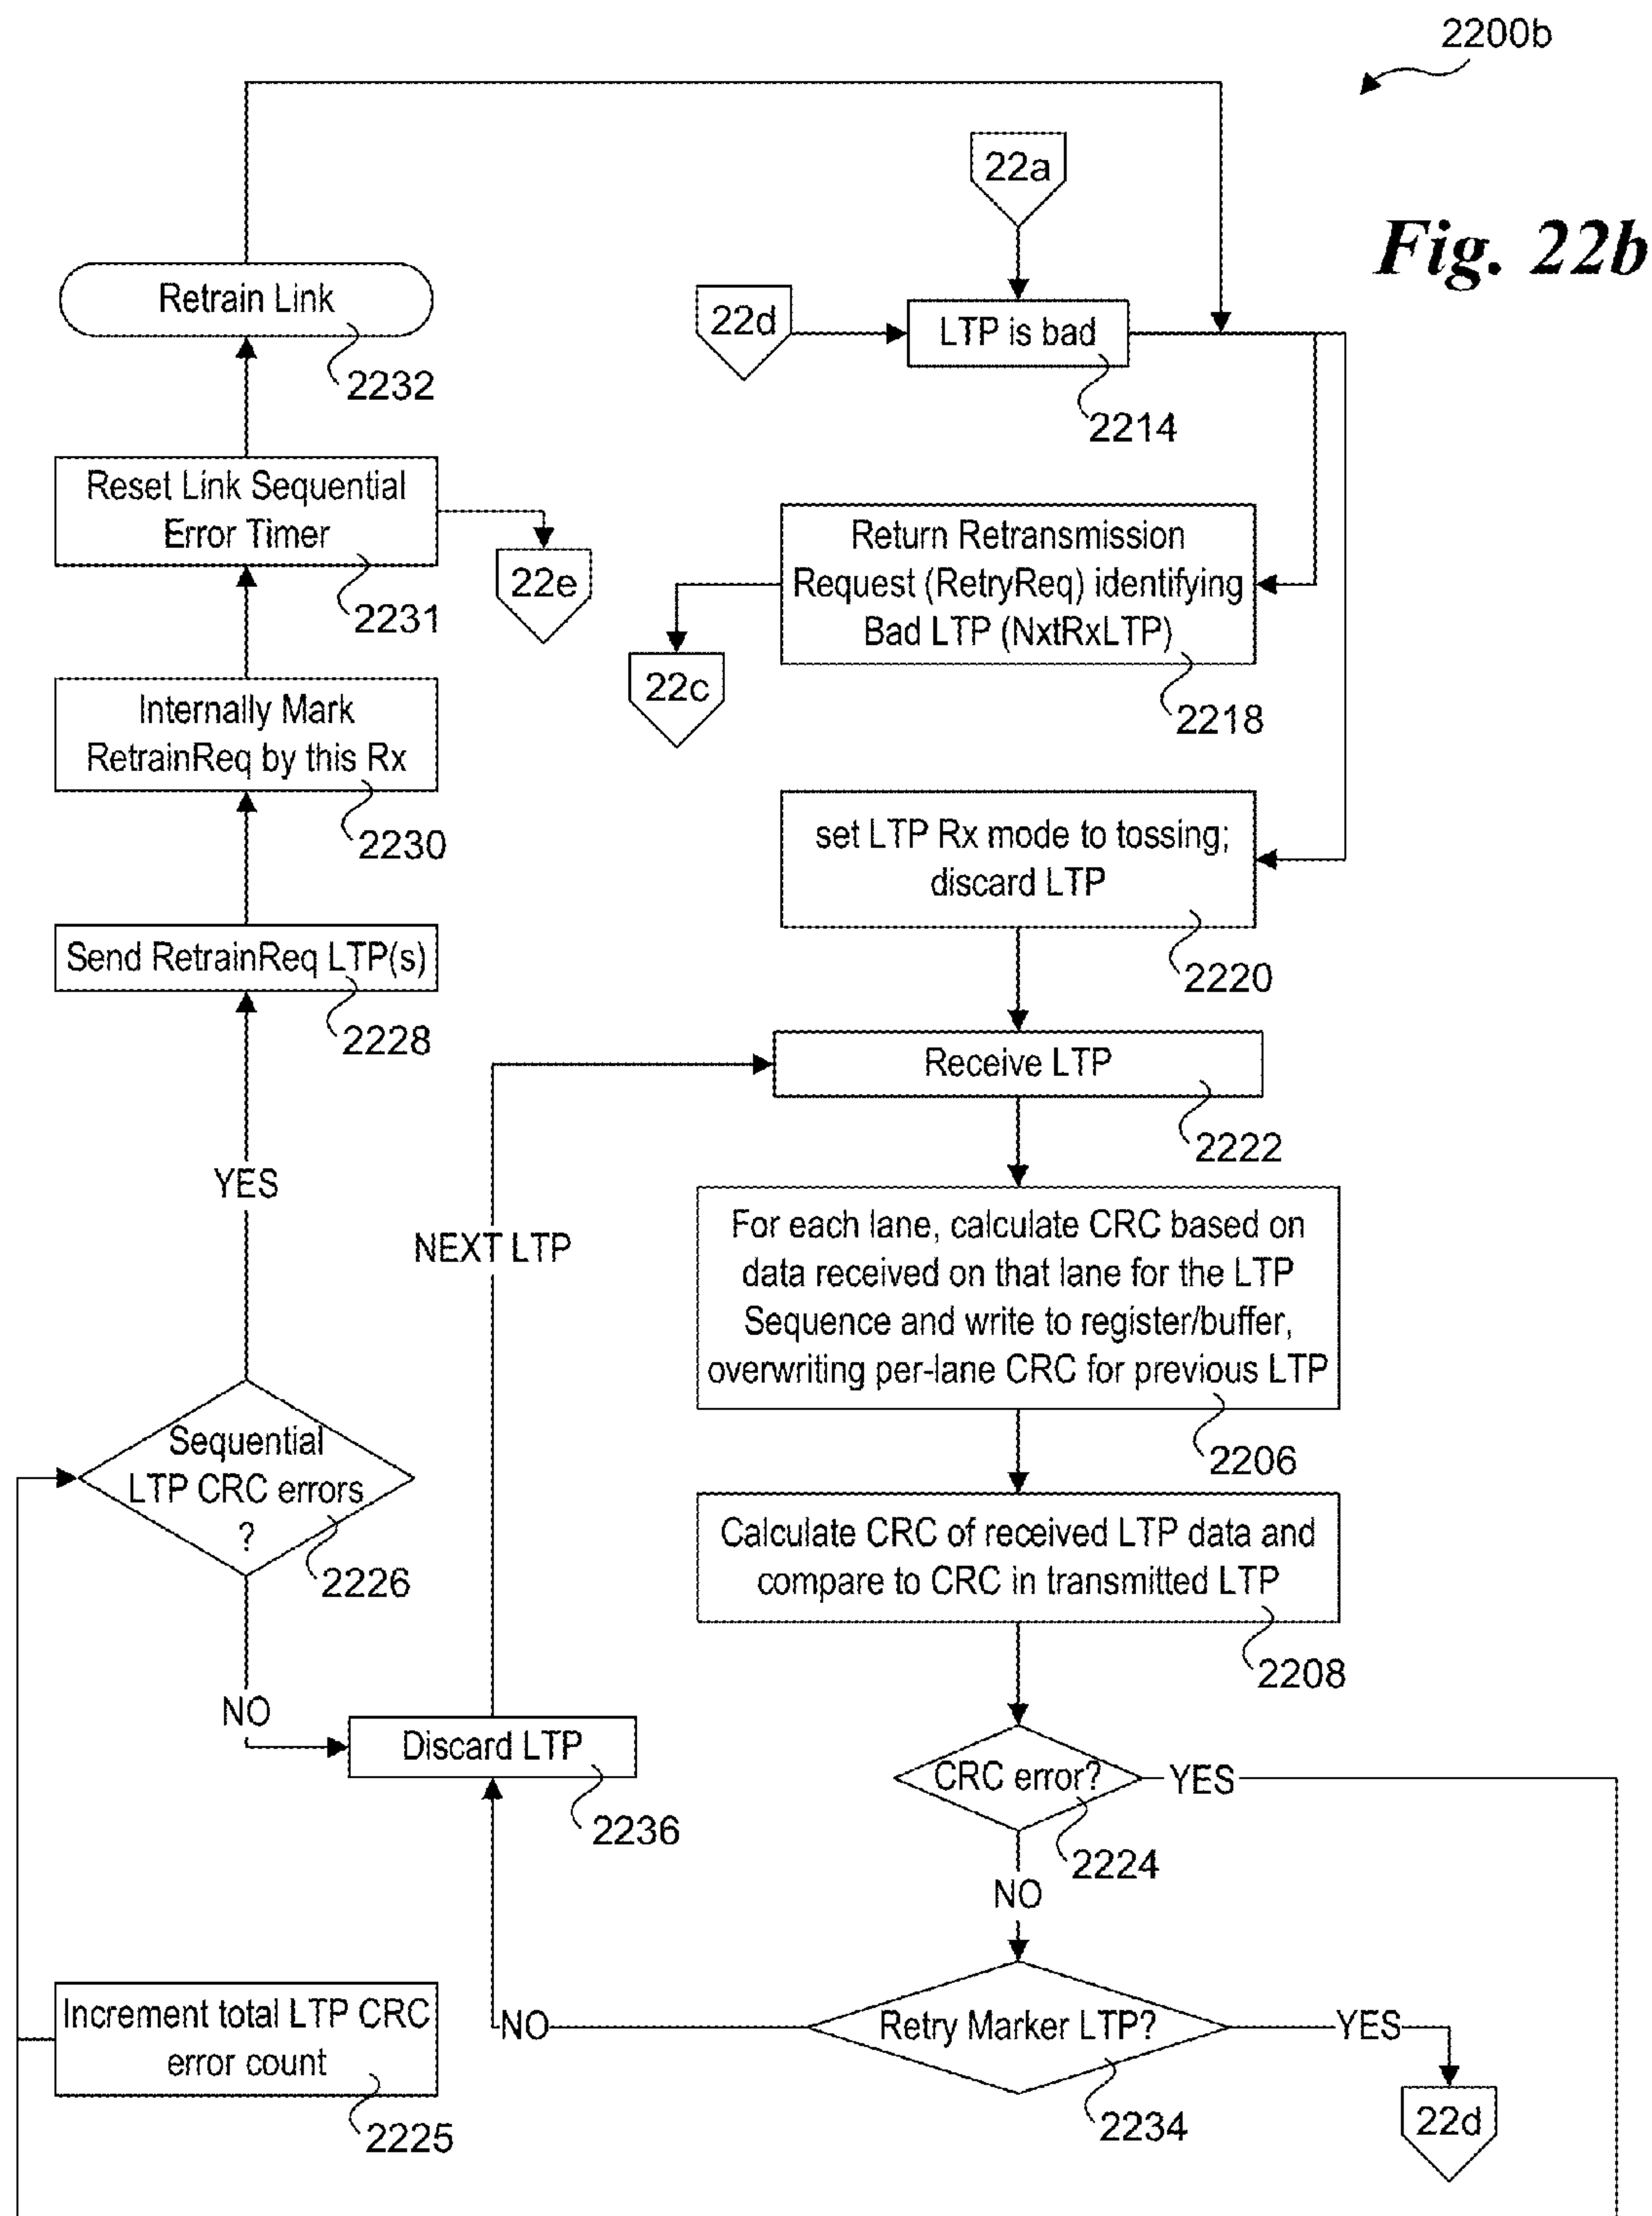 2200b
22a
Fig. 22b
Retrain Link
2232
22d
LTP is bad
2214
Reset Link Sequential
Error Timer
2231
22e
Return Retransmission
Request (RetryReq) identifying
Bad LTP (NxtRxLTP)
2218
22c
Internally Mark
RetrainReq by this Rx
2230
set LTP Rx mode to tossing;
discard LTP
2220
Send RetrainReq LTP(s)
2228
Receive LTP
2222
YES
NEXT LTP
For each lane, calculate CRC based on
data received on that lane for the LTP
Sequence and write to register/buffer,
overwriting per-lane CRC for previous LTP
2206
Sequential
LTP CRC errors
?
2226
Calculate CRC of received LTP data and
compare to CRC in transmitted LTP
2208
NO
Discard LTP
2236
CRC error?
YES
2224
NO
Increment total LTP CRC
error count
2225
NO
Retry Marker LTP?
YES
2234
22d